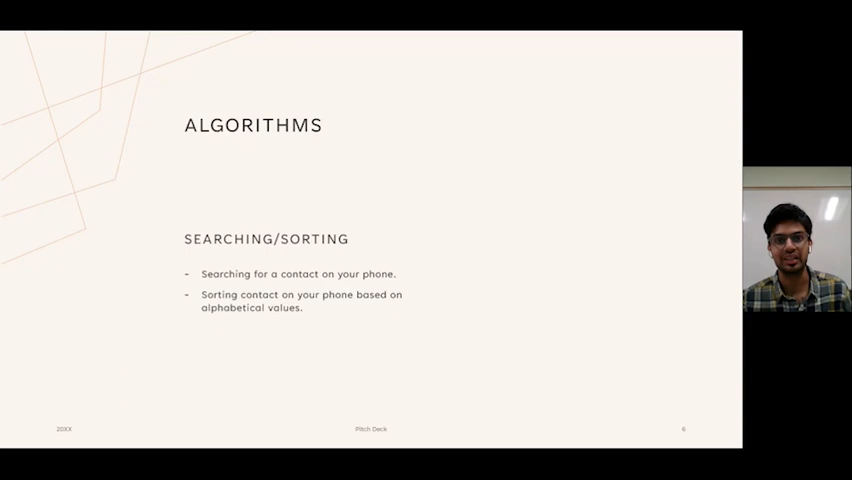 ALGORITHMS
SEARCHING/SORTING
- Searching for a contact on your phone.
- Sorting contact on your phone based on
alphabetical values.
20XX
Pitch Deck
6